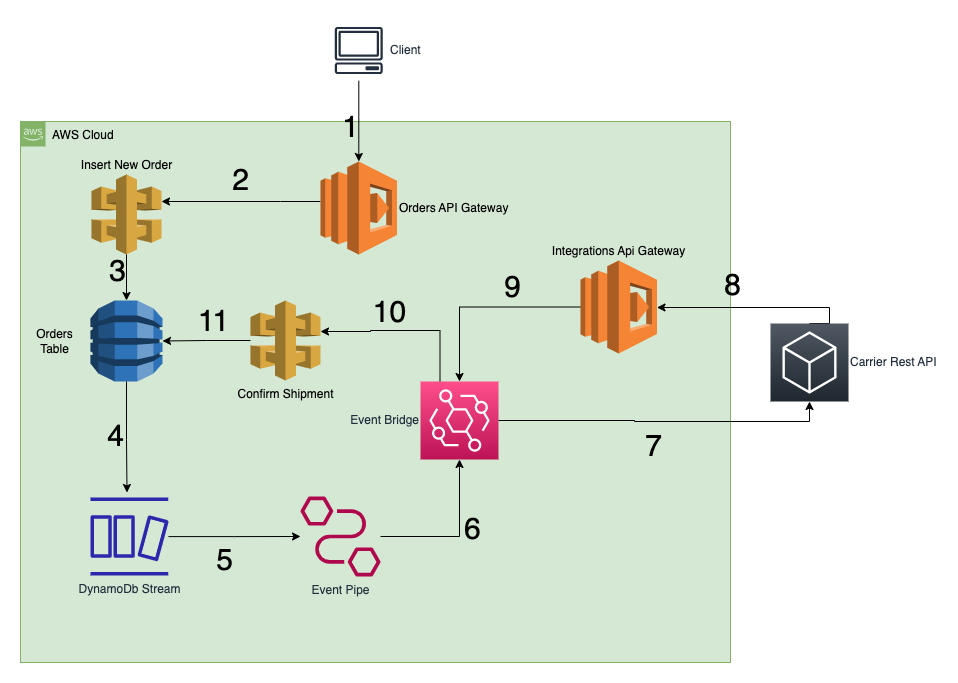 Client
1
aws
AWS Cloud
Insert New Order
2
Orders API Gateway
3
Integrations Api Gateway
8
9
10
11
Orders
Table
Carrier Rest API
Confirm Shipment
Event Bridge
4
7
6
5
DynamoDb Stream
Event Pipe